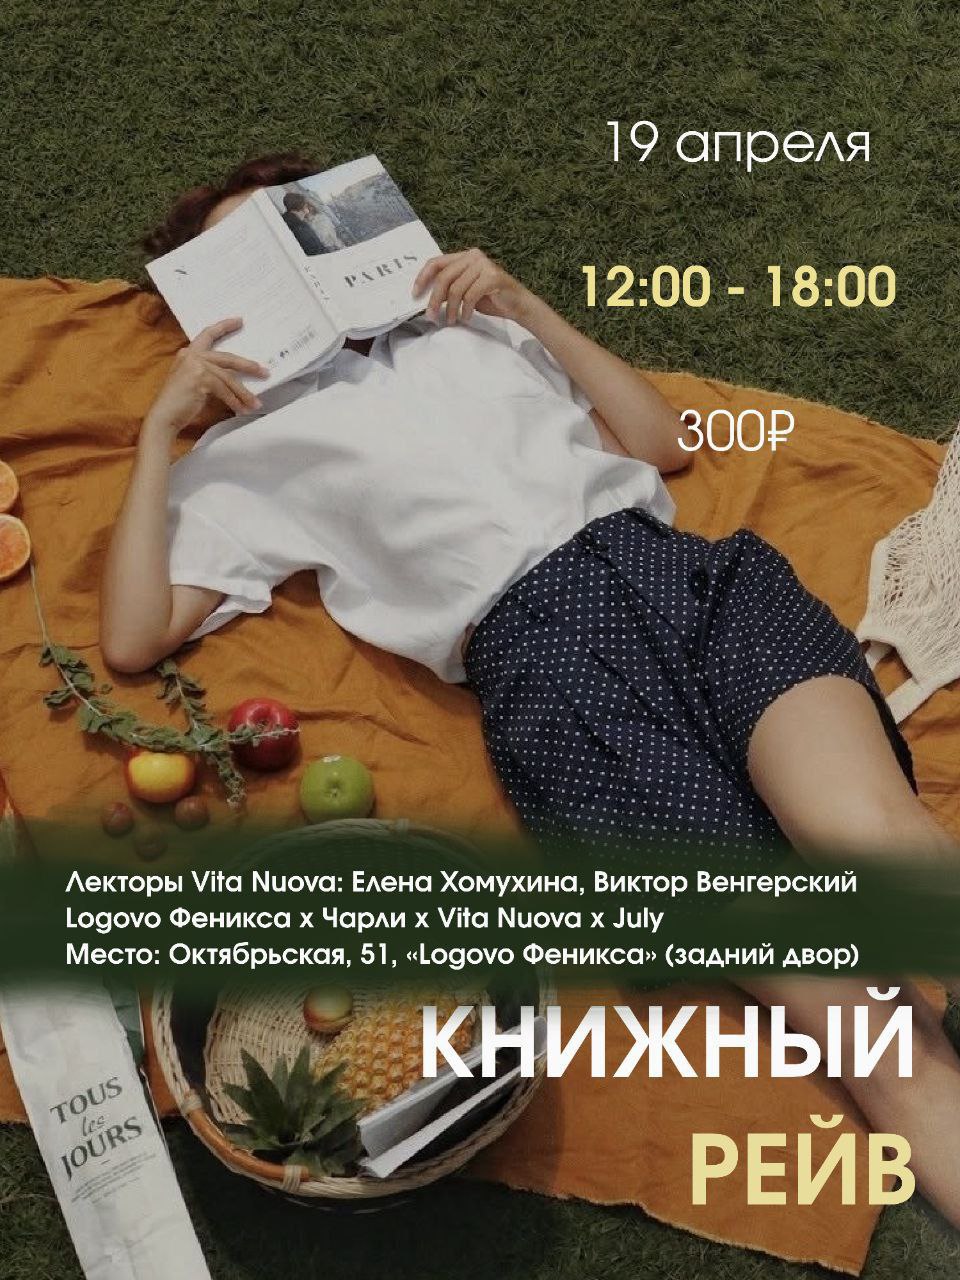 19 апреля
12:00 - 18:00
PARIS
300₽
Лекторы Vita Nuova: Елена Хомухина, Виктор Венгерский
Logovo Феникса x Чарли x Vita Nuova x July
Место: Октябрьская, 51, «Logovo Феникса» (задний двор)
КНИЖНЫЙ
РЕЙВ
TOUS
les
JOURS